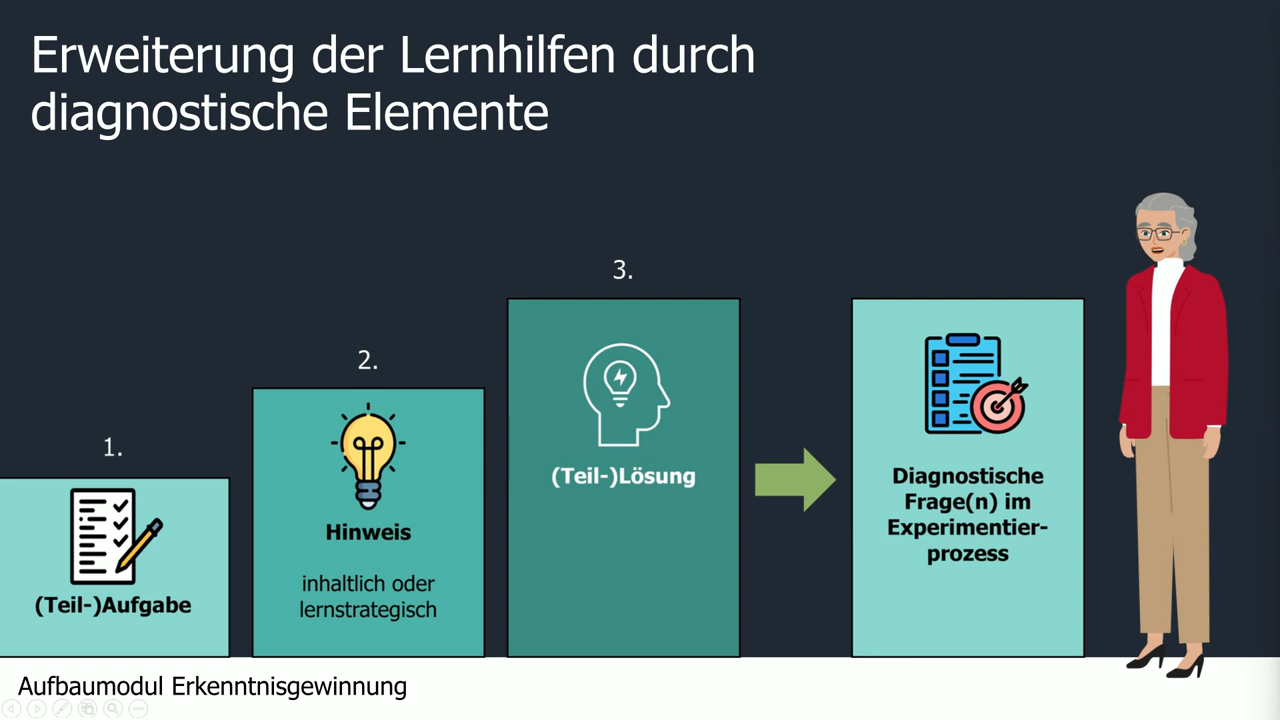 Erweiterung der Lernhilfen durch
diagnostische Elemente
1.
(Teil-)Aufgabe
2.
Hinweis
inhaltlich oder
lernstrategisch
3.
(Teil-)Lösung
Diagnostische
Frage(n) im
Experimentier-
prozess
Aufbaumodul Erkenntnisgewinnung